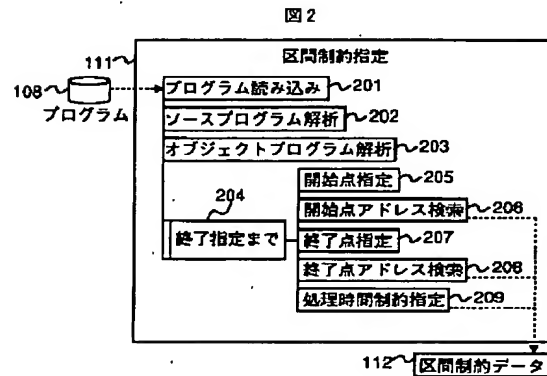 図2
111
区間制約指定
108
プログラム
プログラム読み込み 201
ソースプログラム解析 202
オブジェクトプログラム解析 203
204
終了指定まで
開始点指定 205
開始点アドレス検索 206
終了点指定 207
終了点アドレス検索 208
処理時間制約指定 209
112 区間制約データ